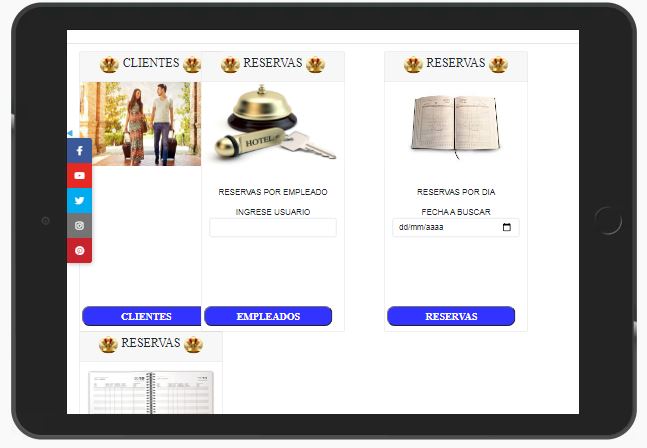 CLIENTES
RESERVAS
RESERVAS
HOTEL
RESERVAS POR EMPLEADO
INGRESE USUARIO
RESERVAS POR DIA
FECHA A BUSCAR
dd/mm/aaaa
CLIENTES
EMPLEADOS
RESERVAS
RESERVAS